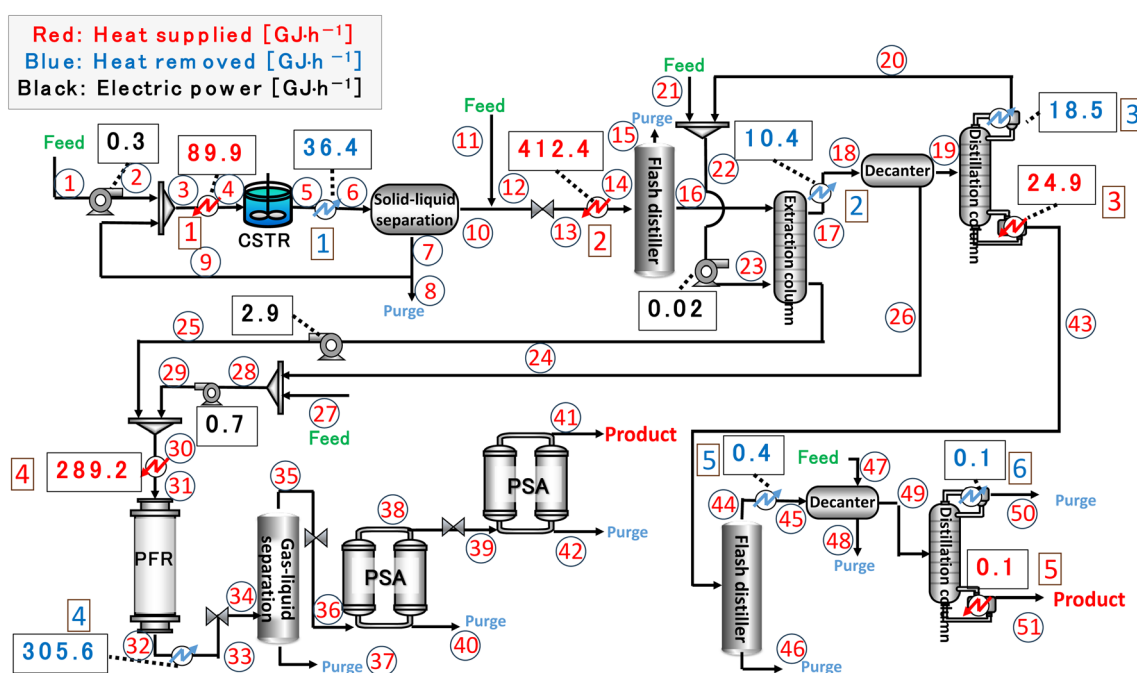 Red: Heat supplied [GJ·h⁻¹]
Blue: Heat removed [GJ·h⁻¹]
Black: Electric power [GJ·h⁻¹]
Feed
0.3
1
2
3
89.9
4
1
CSTR
5
36.4
6
1
Solid-liquid
separation
7
8
Purge
9
10
Feed
11
12
13
412.4
14
2
15
Purge
Flash distiller
16
Feed
21
20
22
23
0.02
10.4
Extraction column
17
2
18
Decanter
19
Distillation column
18.5
3
24.9
3
26
43
25
2.9
24
29
28
0.7
27
Feed
30
4
289.2
31
PFR
32
4
305.6
33
34
35
Gas-liquid
separation
36
Purge
37
38
PSA
Purge
40
39
41
Product
PSA
42
Purge
5
0.4
44
45
Flash distiller
46
Purge
Feed
47
Decanter
48
Purge
49
Distillation column
0.1
6
50
Purge
0.1
5
Product
51